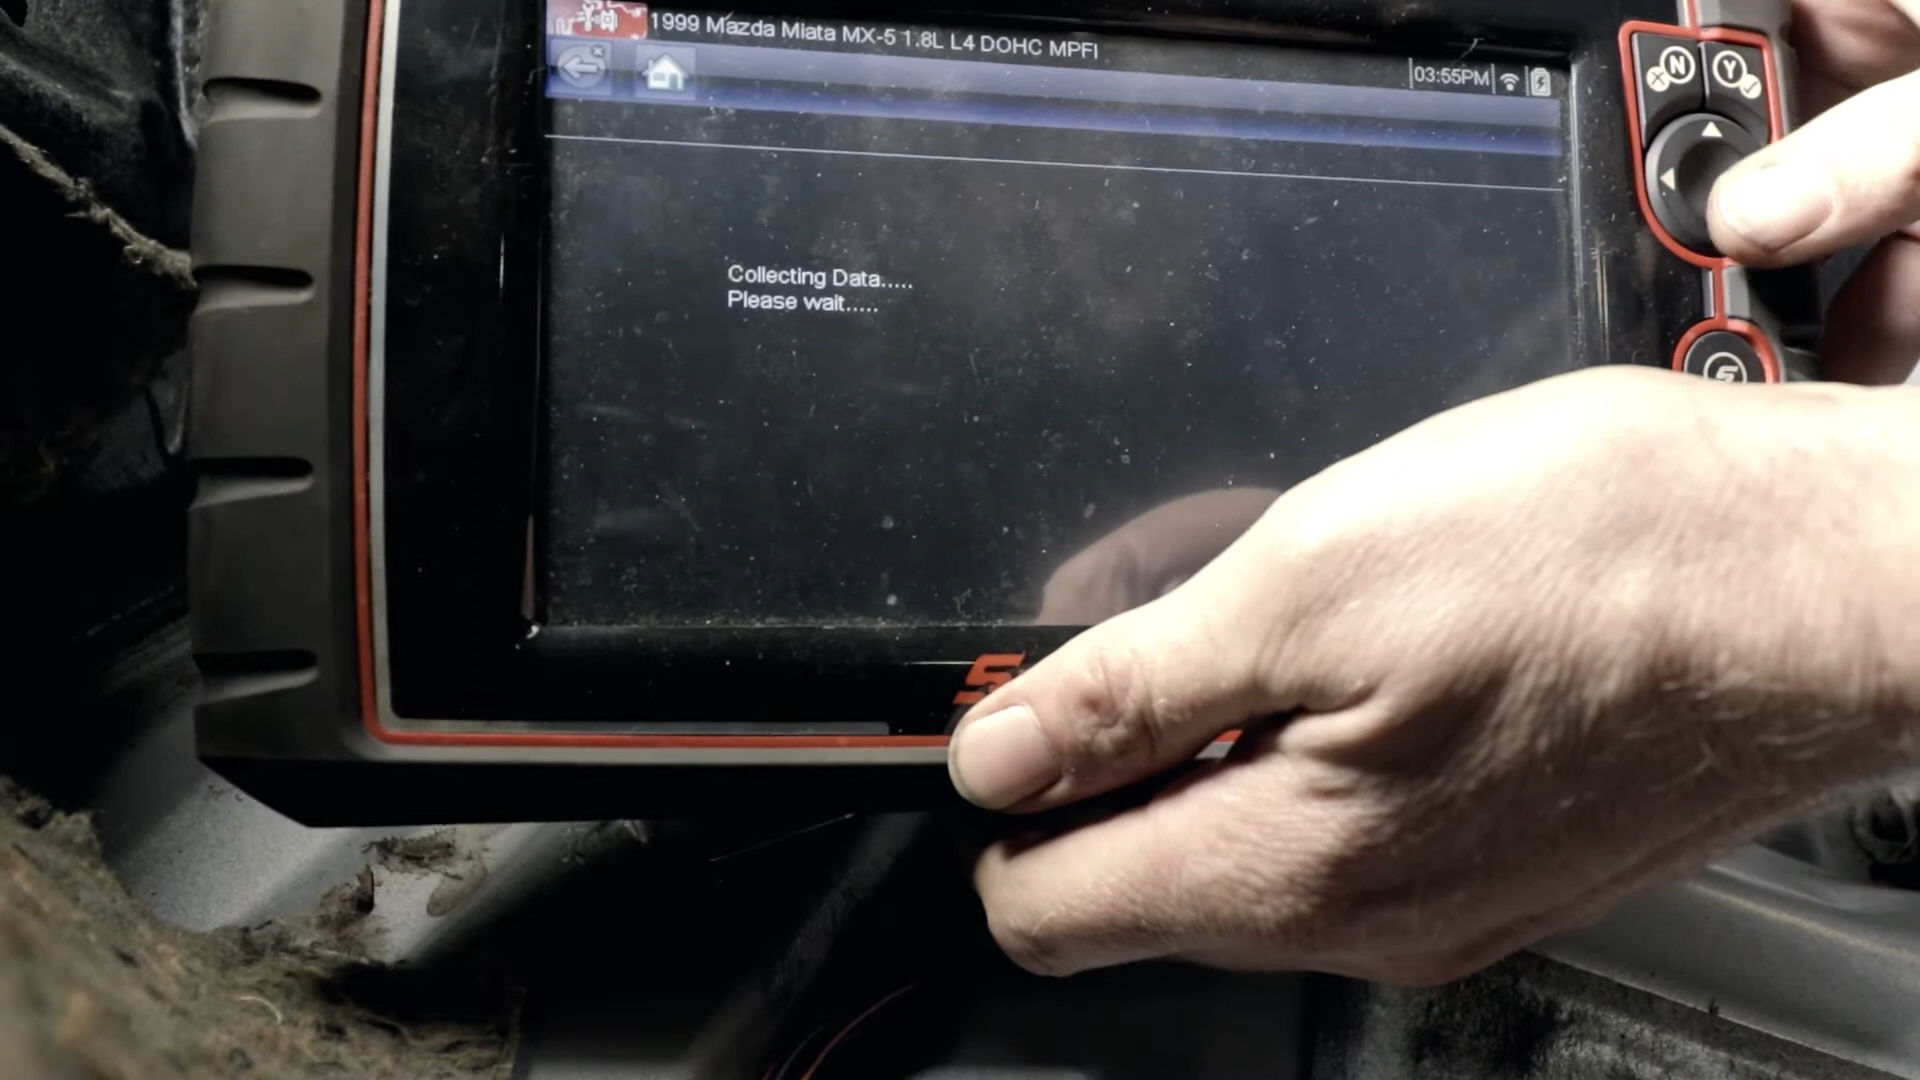 1999 Mazda Miata MX-5 1.8L L4 DOHC MPFI
03:55PM
N
Y
Collecting Data.....
Please wait.....
S